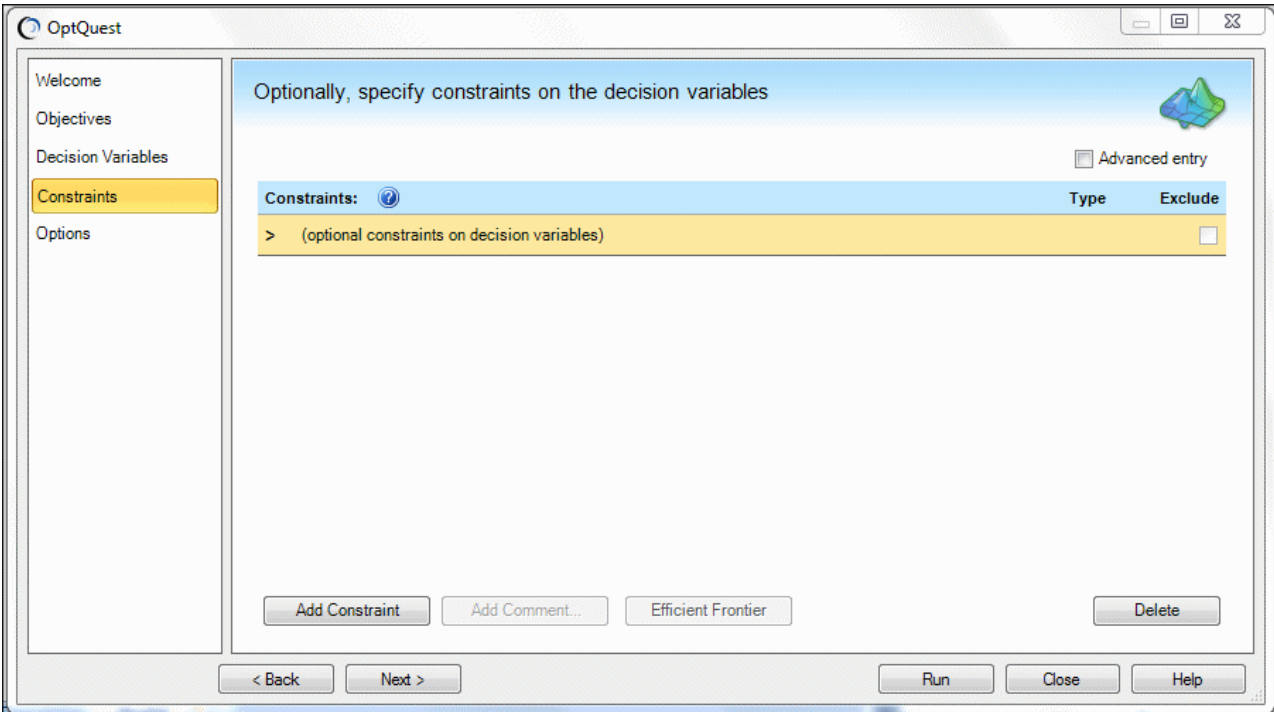 OptQuest
Welcome
Objectives
Decision Variables
Constraints
Options
Optionally, specify constraints on the decision variables
Advanced entry
Constraints: Type Exclude
> (optional constraints on decision variables)
Add Constraint Add Comment... Efficient Frontier Delete
< Back Next > Run Close Help